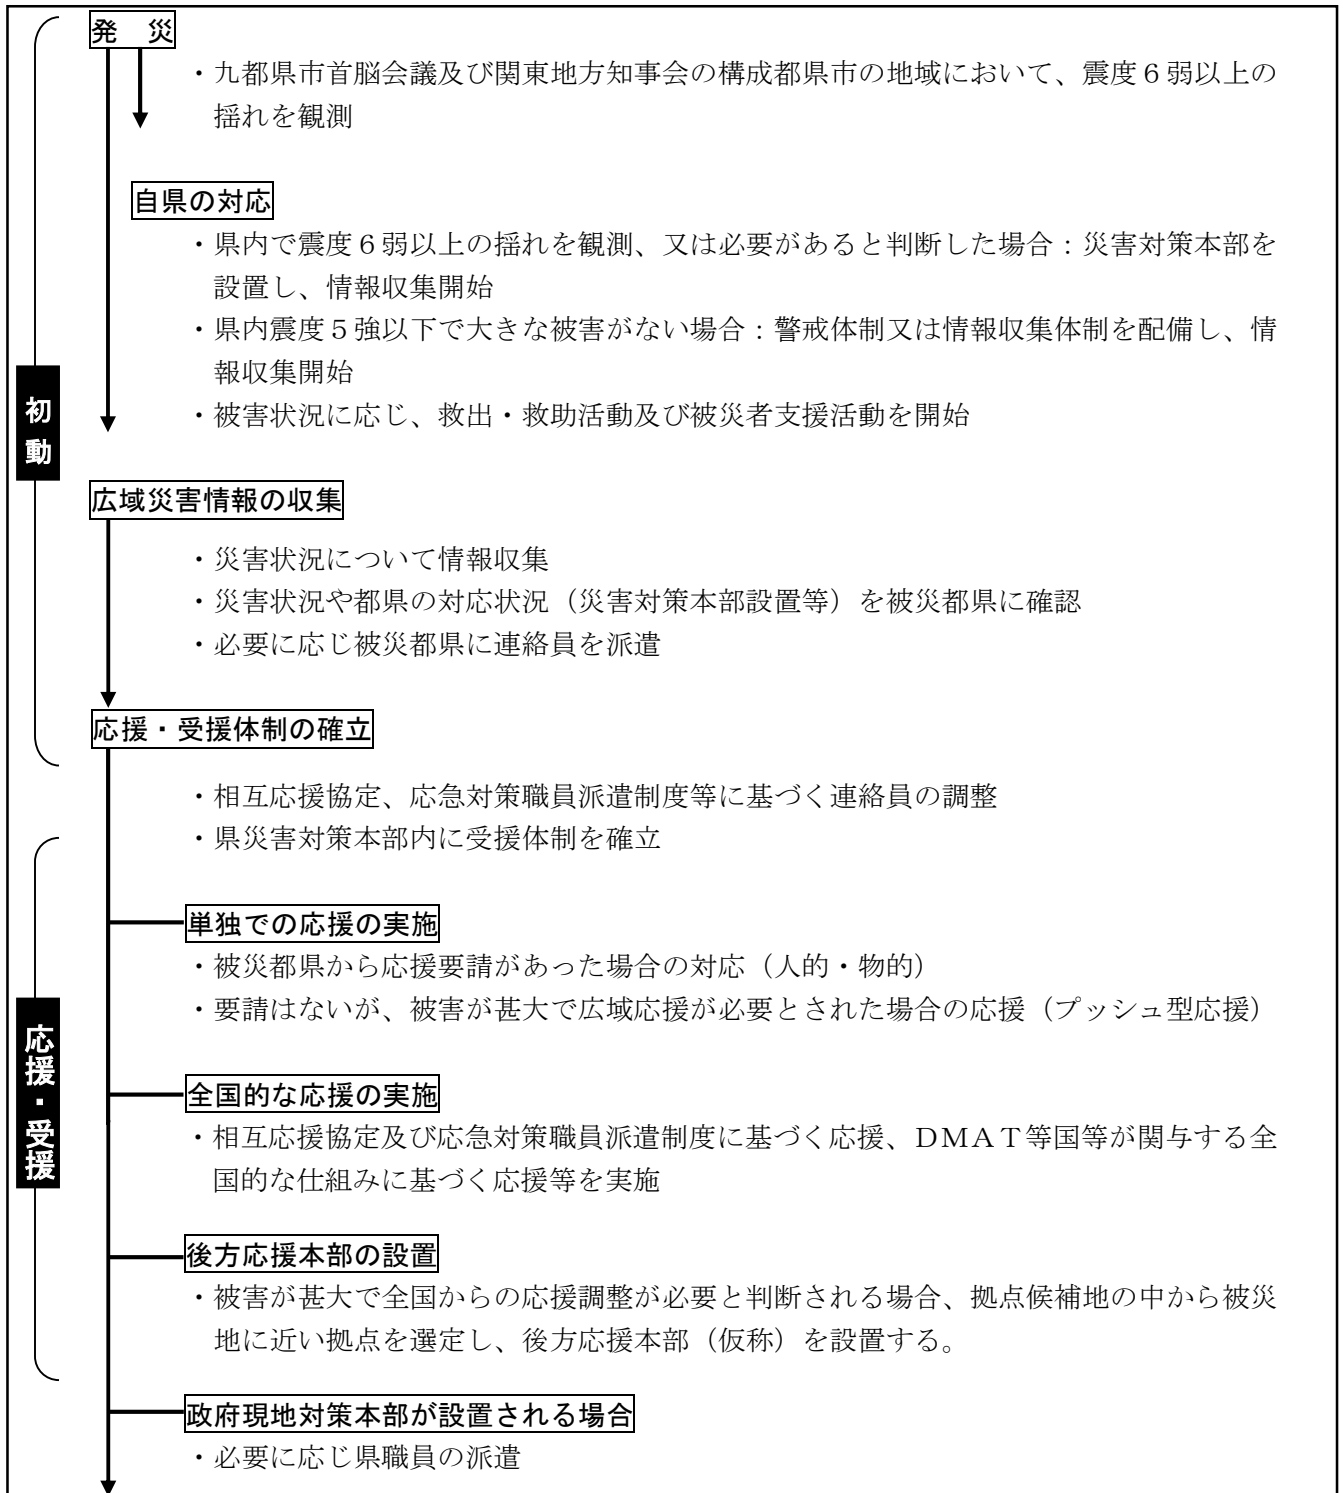 発　災
・九都県市首脳会議及び関東地方知事会の構成都県市の地域において、震度６弱以上の
揺れを観測
自県の対応
・県内で震度６弱以上の揺れを観測、又は必要があると判断した場合：災害対策本部を
設置し、情報収集開始
・県内震度５強以下で大きな被害がない場合：警戒体制又は情報収集体制を配備し、情
報収集開始
・被害状況に応じ、救出・救助活動及び被災者支援活動を開始
初動
広域災害情報の収集
・災害状況について情報収集
・災害状況や都県の対応状況（災害対策本部設置等）を被災都県に確認
・必要に応じ被災都県に連絡員を派遣
応援・受援体制の確立
・相互応援協定、応急対策職員派遣制度等に基づく連絡員の調整
・県災害対策本部内に受援体制を確立
応援・受援
単独での応援の実施
・被災都県から応援要請があった場合の対応（人的・物的）
・要請はないが、被害が甚大で広域応援が必要とされた場合の応援（プッシュ型応援）
全国的な応援の実施
・相互応援協定及び応急対策職員派遣制度に基づく応援、ＤＭＡＴ等国等が関与する全
国的な仕組みに基づく応援等を実施
後方応援本部の設置
・被害が甚大で全国からの応援調整が必要と判断される場合、拠点候補地の中から被災
地に近い拠点を選定し、後方応援本部（仮称）を設置する。
政府現地対策本部が設置される場合
・必要に応じ県職員の派遣